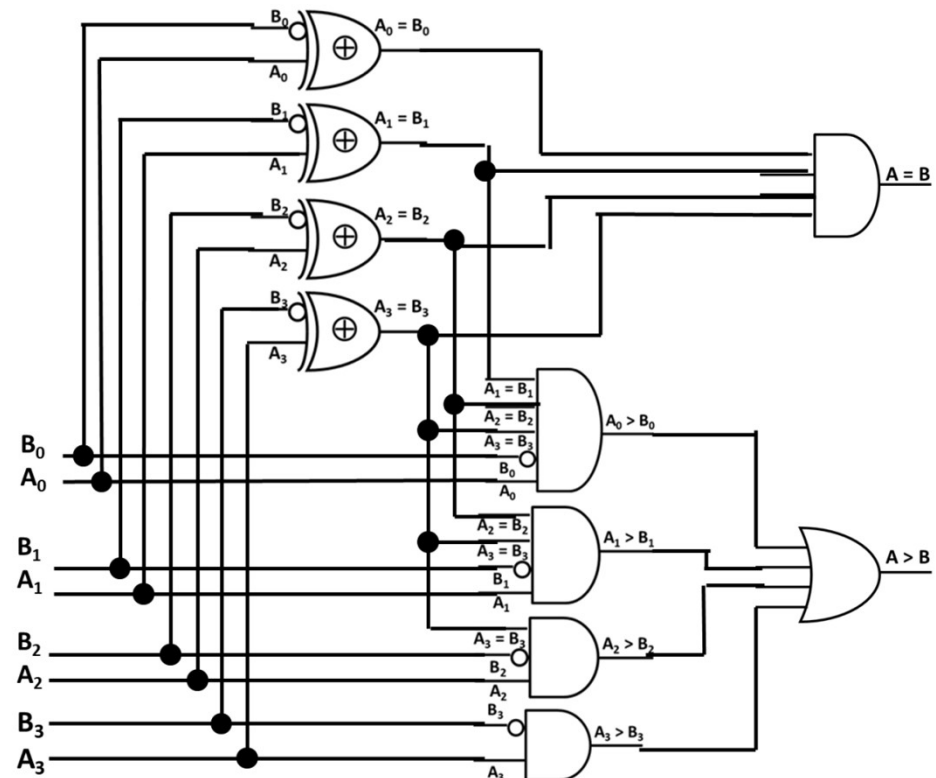 B₀
A₀ = B₀
A₀
B₁
A₁ = B₁
A₁
A = B
B₂
A₂ = B₂
A₂
B₃
A₃ = B₃
A₃
A₁ = B₁
A₂ = B₂
A₃ = B₃
B₀
A₀
A₀ > B₀
B₀
A₀
A₂ = B₂
A₃ = B₃
B₁
A₁
A₁ > B₁
B₁
A₁
A > B
A₃ = B₃
B₂
A₂
A₂ > B₂
B₂
A₂
B₃
A₃
A₃ > B₃
B₃
A₃